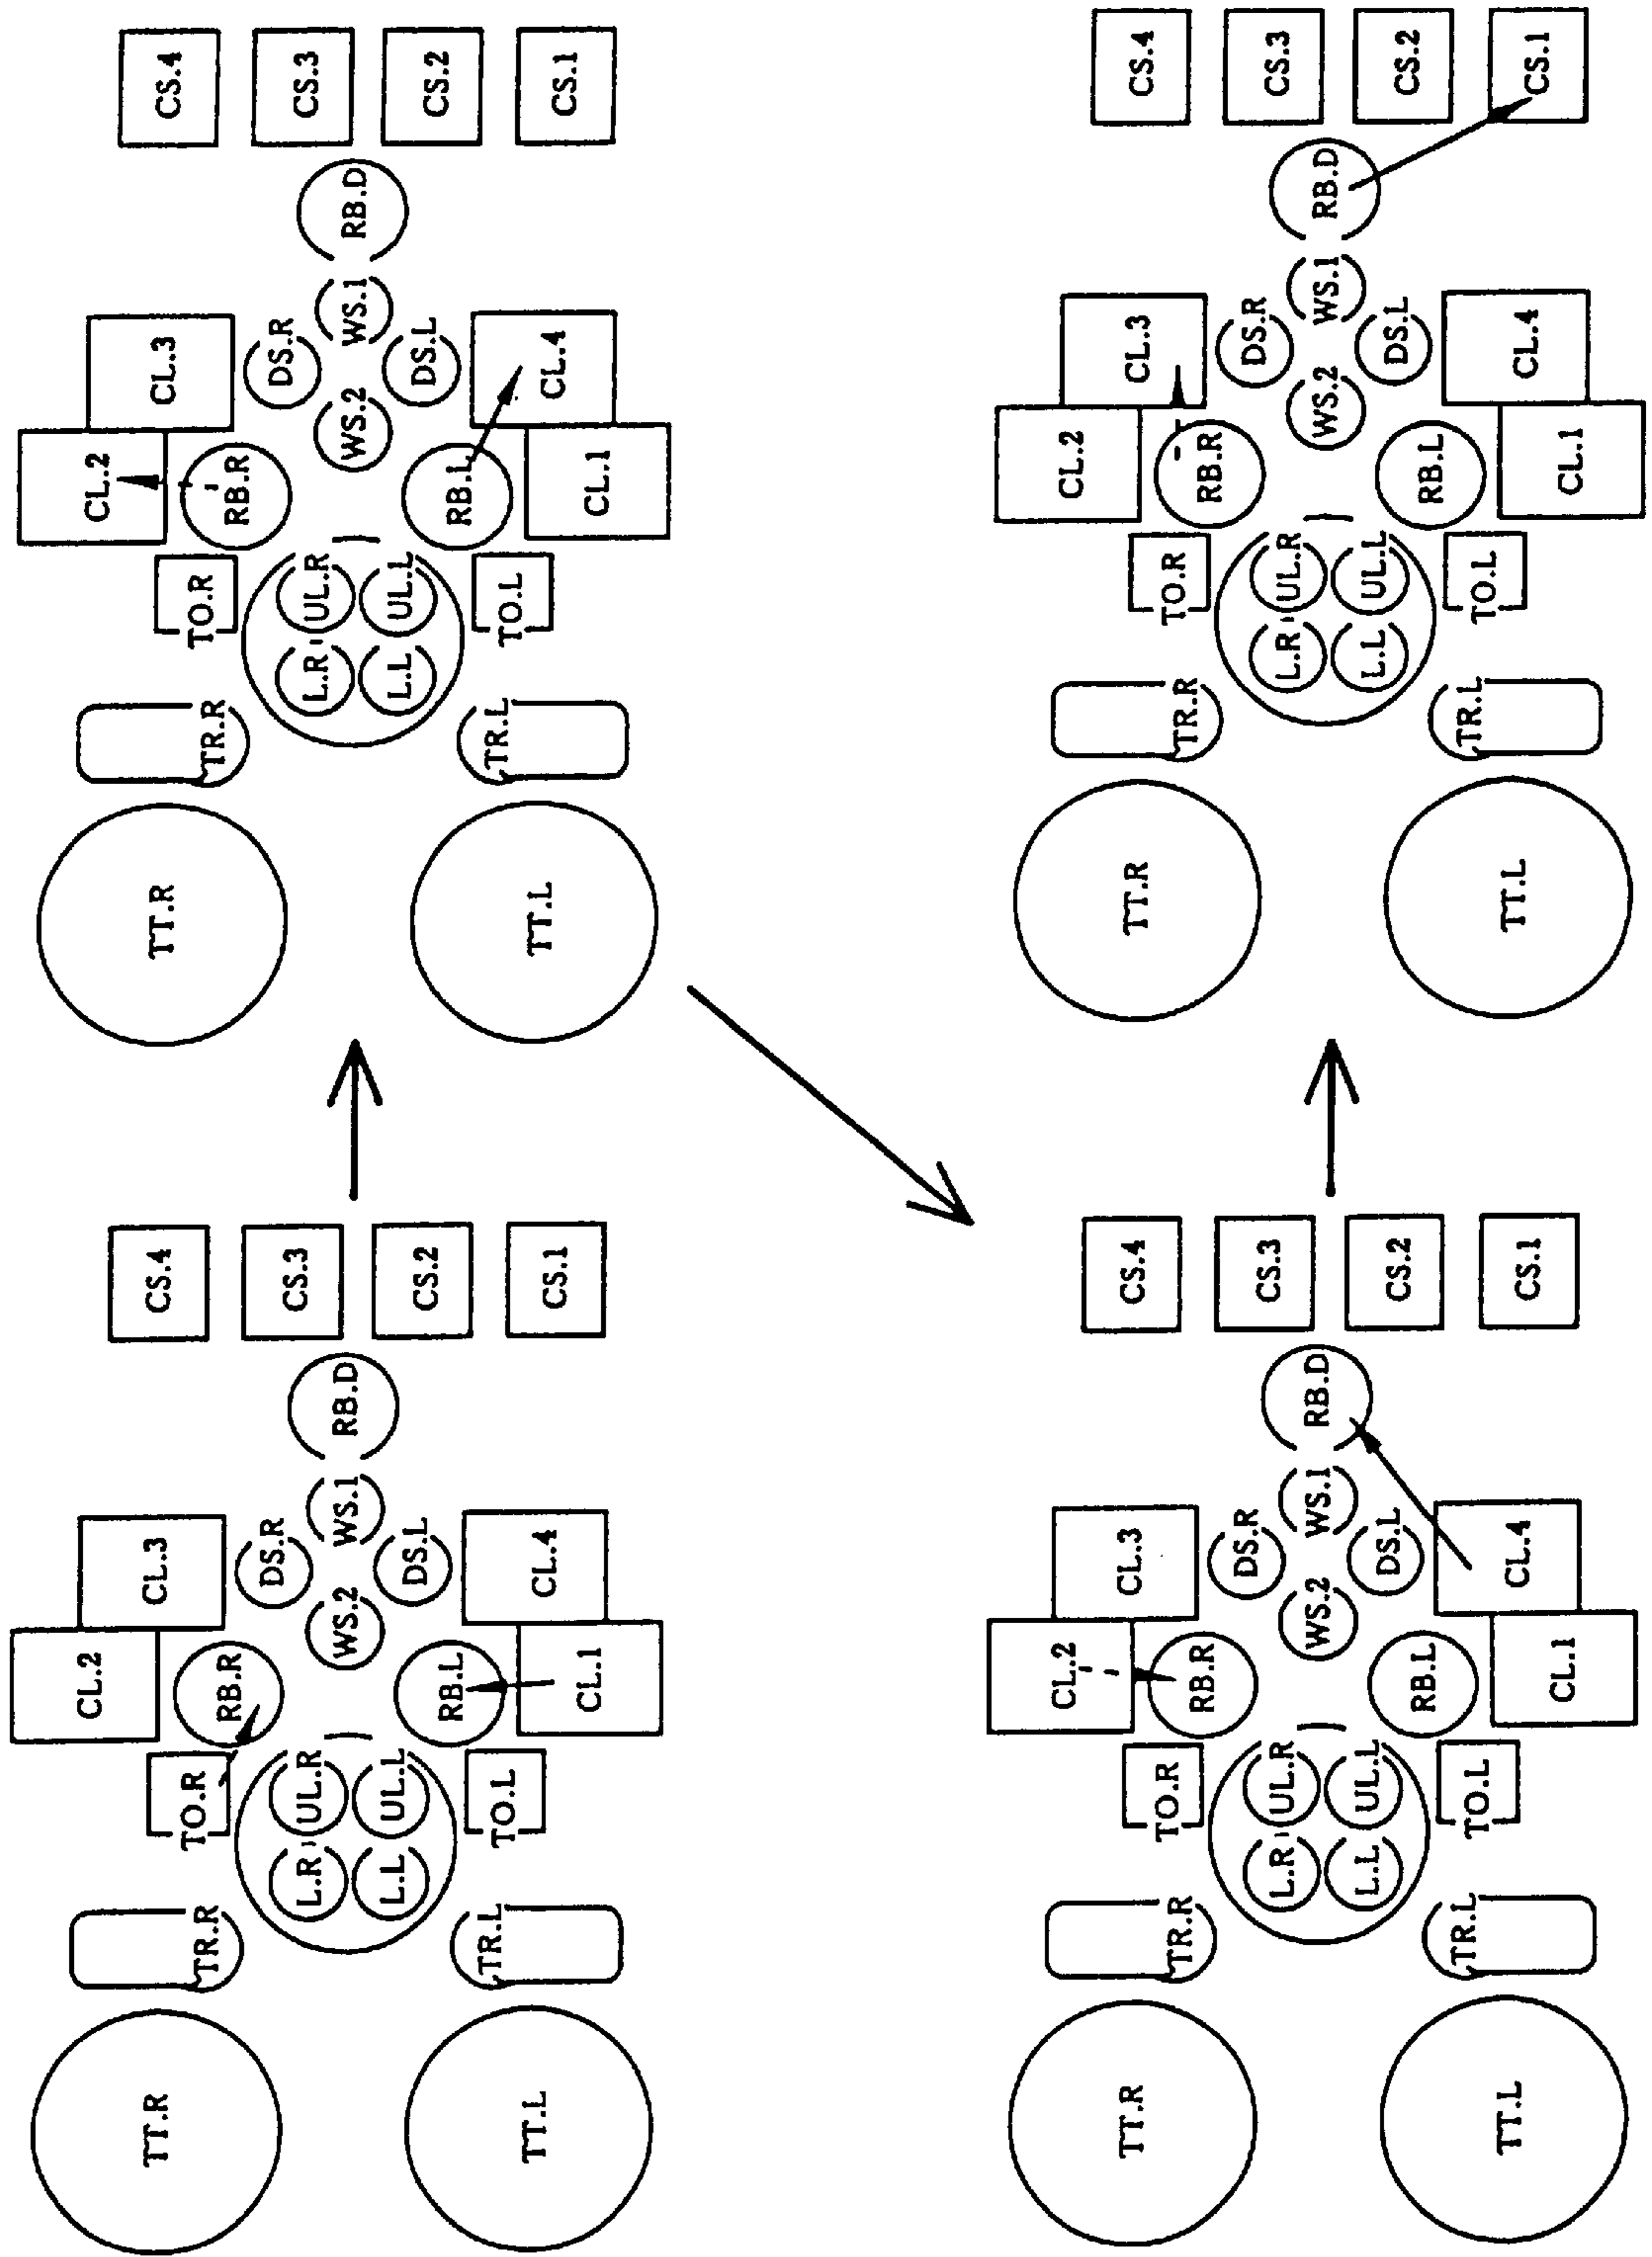 TT.R
TT.L
TR.R
TR.L
TO.R
TO.L
L.R
L.L
UL.R
UL.L
RB.R
RB.L
CL.2
CL.1
CL.3
CL.4
WS.2
DS.R
DS.L
WS.1
RB.D
CS.4
CS.3
CS.2
CS.1
TT.R
TT.L
TR.R
TR.L
TO.R
TO.L
L.R
L.L
UL.R
UL.L
RB.R
RB.L
CL.2
CL.1
CL.3
CL.4
WS.2
DS.R
DS.L
WS.1
RB.D
CS.4
CS.3
CS.2
CS.1
TT.R
TT.L
TR.R
TR.L
TO.R
TO.L
L.R
L.L
UL.R
UL.L
RB.R
RB.L
CL.2
CL.1
CL.3
CL.4
WS.2
DS.R
DS.L
WS.1
RB.D
CS.4
CS.3
CS.2
CS.1
TT.R
TT.L
TR.R
TR.L
TO.R
TO.L
L.R
L.L
UL.R
UL.L
RB.R
RB.L
CL.2
CL.1
CL.3
CL.4
WS.2
DS.R
DS.L
WS.1
RB.D
CS.4
CS.3
CS.2
CS.1